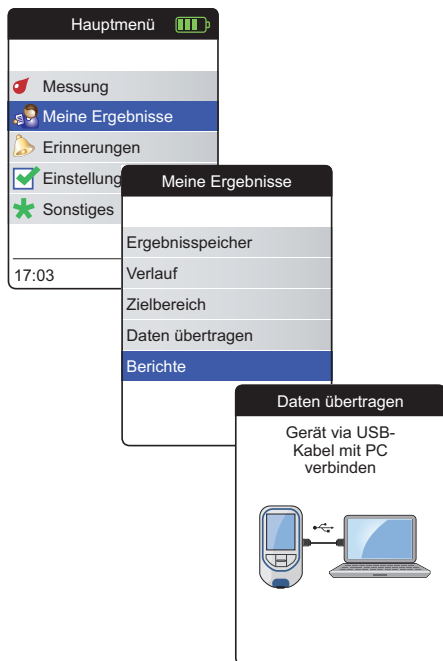 Hauptmenü
Messung
Meine Ergebnisse
Erinnerungen
Einstellung
Sonstiges
17:03
Meine Ergebnisse
Ergebnisspeicher
Verlauf
Zielbereich
Daten übertragen
Berichte
Daten übertragen
Gerät via USB-
Kabel mit PC
verbinden